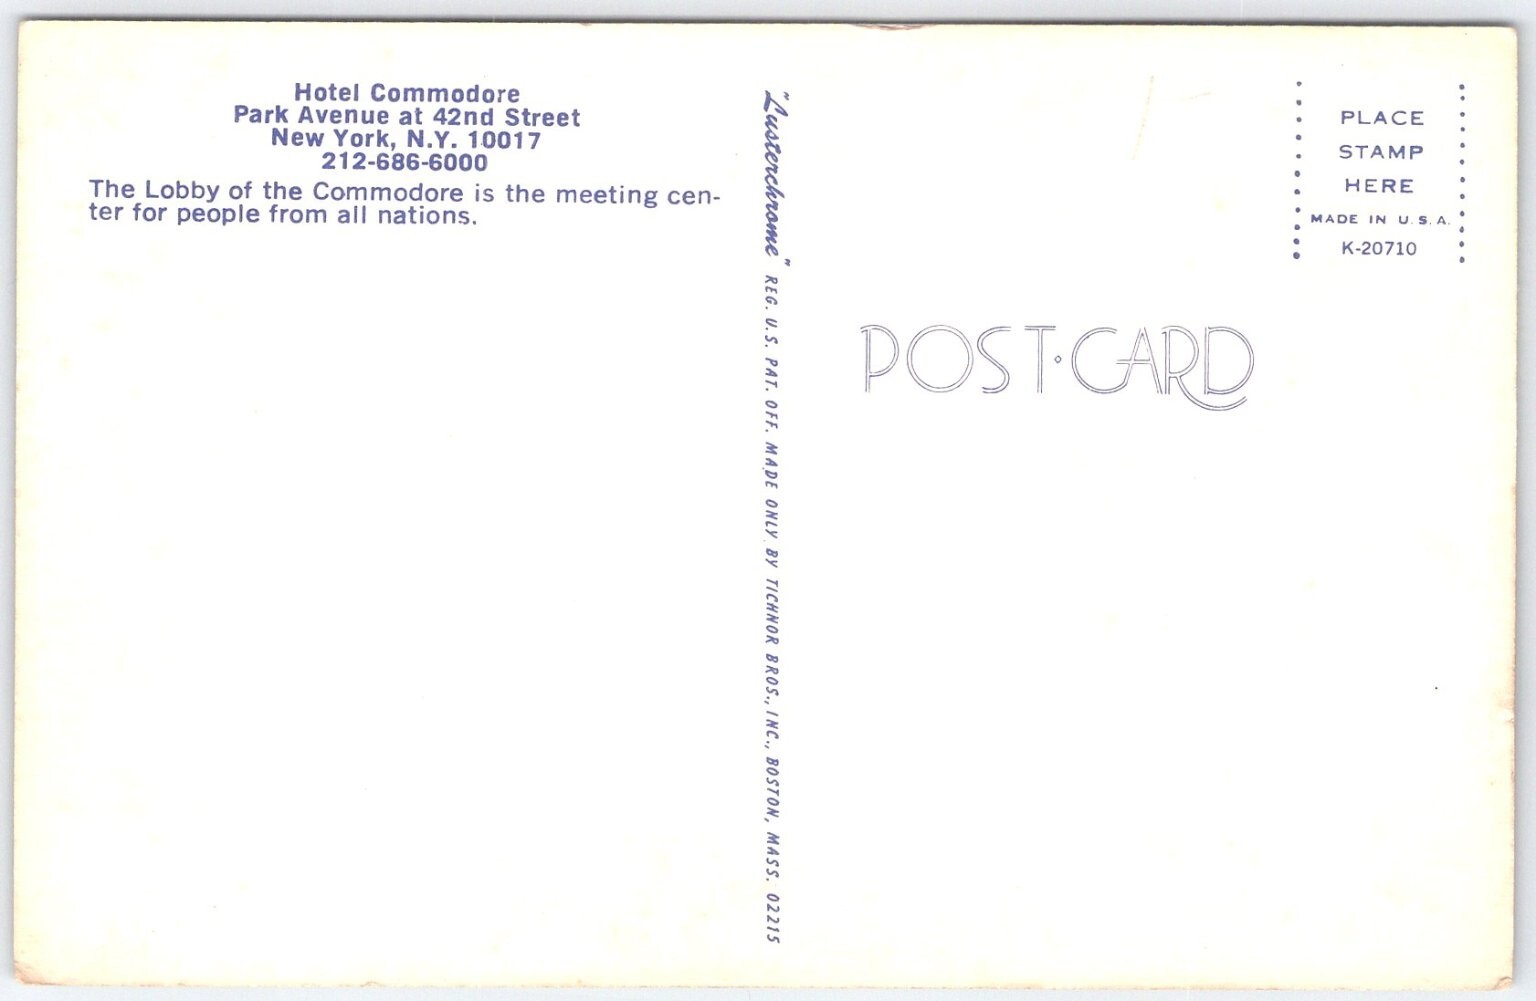 Hotel Commodore
Park Avenue at 42nd Street
New York, N.Y. 10017
212-686-6000
The Lobby of the Commodore is the meeting cen-
ter for people from all nations.
"Lusterchrome" REG. U.S. PAT. OFF. MADE ONLY BY TICHNOR BROS., INC., BOSTON, MASS. 02215
PLACE
STAMP
HERE
MADE IN U.S.A.
K-20710
POST·CARD